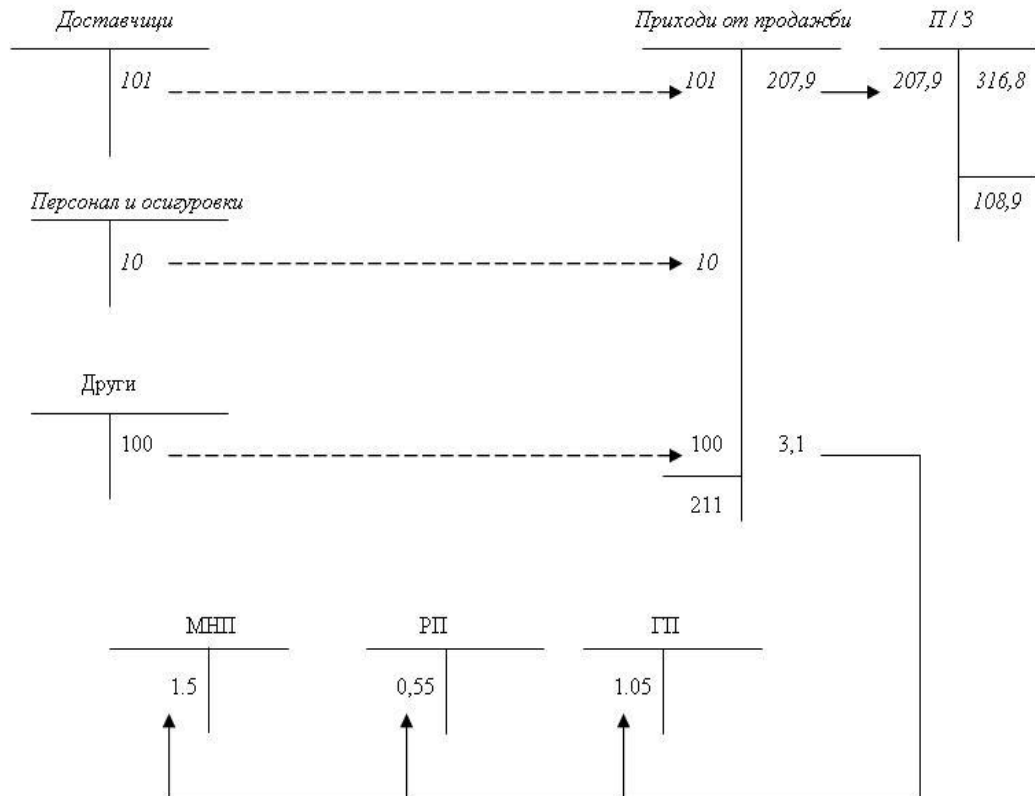 Доставчици Приходи от продажби П / З
101 101 207,9 207,9 316,8
Персонал и осигуровки 108,9
10 10
Други
100 100 3,1
211
МНП РП ГП
1.5 0,55 1.05